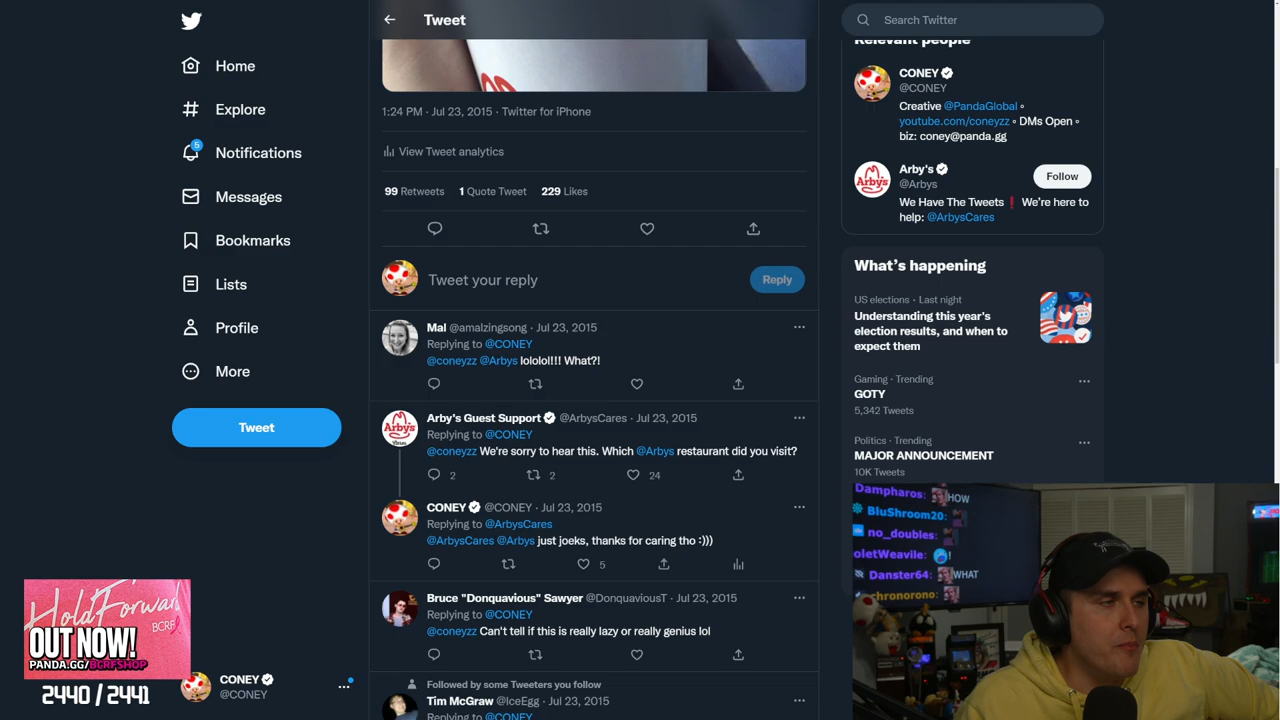 Tweet
Search Twitter
Home
Explore
5
Notifications
Messages
Bookmarks
Lists
Profile
More
Tweet
1:24 PM · Jul 23, 2015 · Twitter for iPhone
View Tweet analytics
99 Retweets 1 Quote Tweet 229 Likes
Tweet your reply
Reply
Mal @amalzingsong · Jul 23, 2015
Replying to @CONEY
@coneyzz @Arbys lololol!!! What?!
Arby's Guest Support @ArbysCares · Jul 23, 2015
Replying to @CONEY
@coneyzz We're sorry to hear this. Which @Arbys restaurant did you visit?
2 2 24
CONEY @CONEY · Jul 23, 2015
Replying to @ArbysCares
@ArbysCares @Arbys just joeks, thanks for caring tho :)))
5
Bruce "Donquavious" Sawyer @DonquaviousT · Jul 23, 2015
Replying to @CONEY
@coneyzz Can't tell if this is really lazy or really genius lol
Followed by some Tweeters you follow
Tim McGraw @IceEgg · Jul 23, 2015
Replying to @CONEY
Relevant people
CONEY
@CONEY
Creative @PandaGlobal ◦
youtube.com/coneyzz ◦ DMs Open ◦
biz: coney@panda.gg
Arby's
Arby's
@Arbys
Follow
We Have The Tweets❗ We're here to
help: @ArbysCares
What's happening
US elections · Last night
Understanding this year's
election results, and when to
expect them
Gaming · Trending
GOTY
5,342 Tweets
Politics · Trending
MAJOR ANNOUNCEMENT
10K Tweets
Dampharos: HOW
BluShroom20:
no_doubles:
oletWeavile: !
Danster64: WHAT
chronorono:
HoldForward
BCRF
OUT NOW!
PANDA.GG/BCRFSHOP
2440 / 2441
CONEY
@CONEY